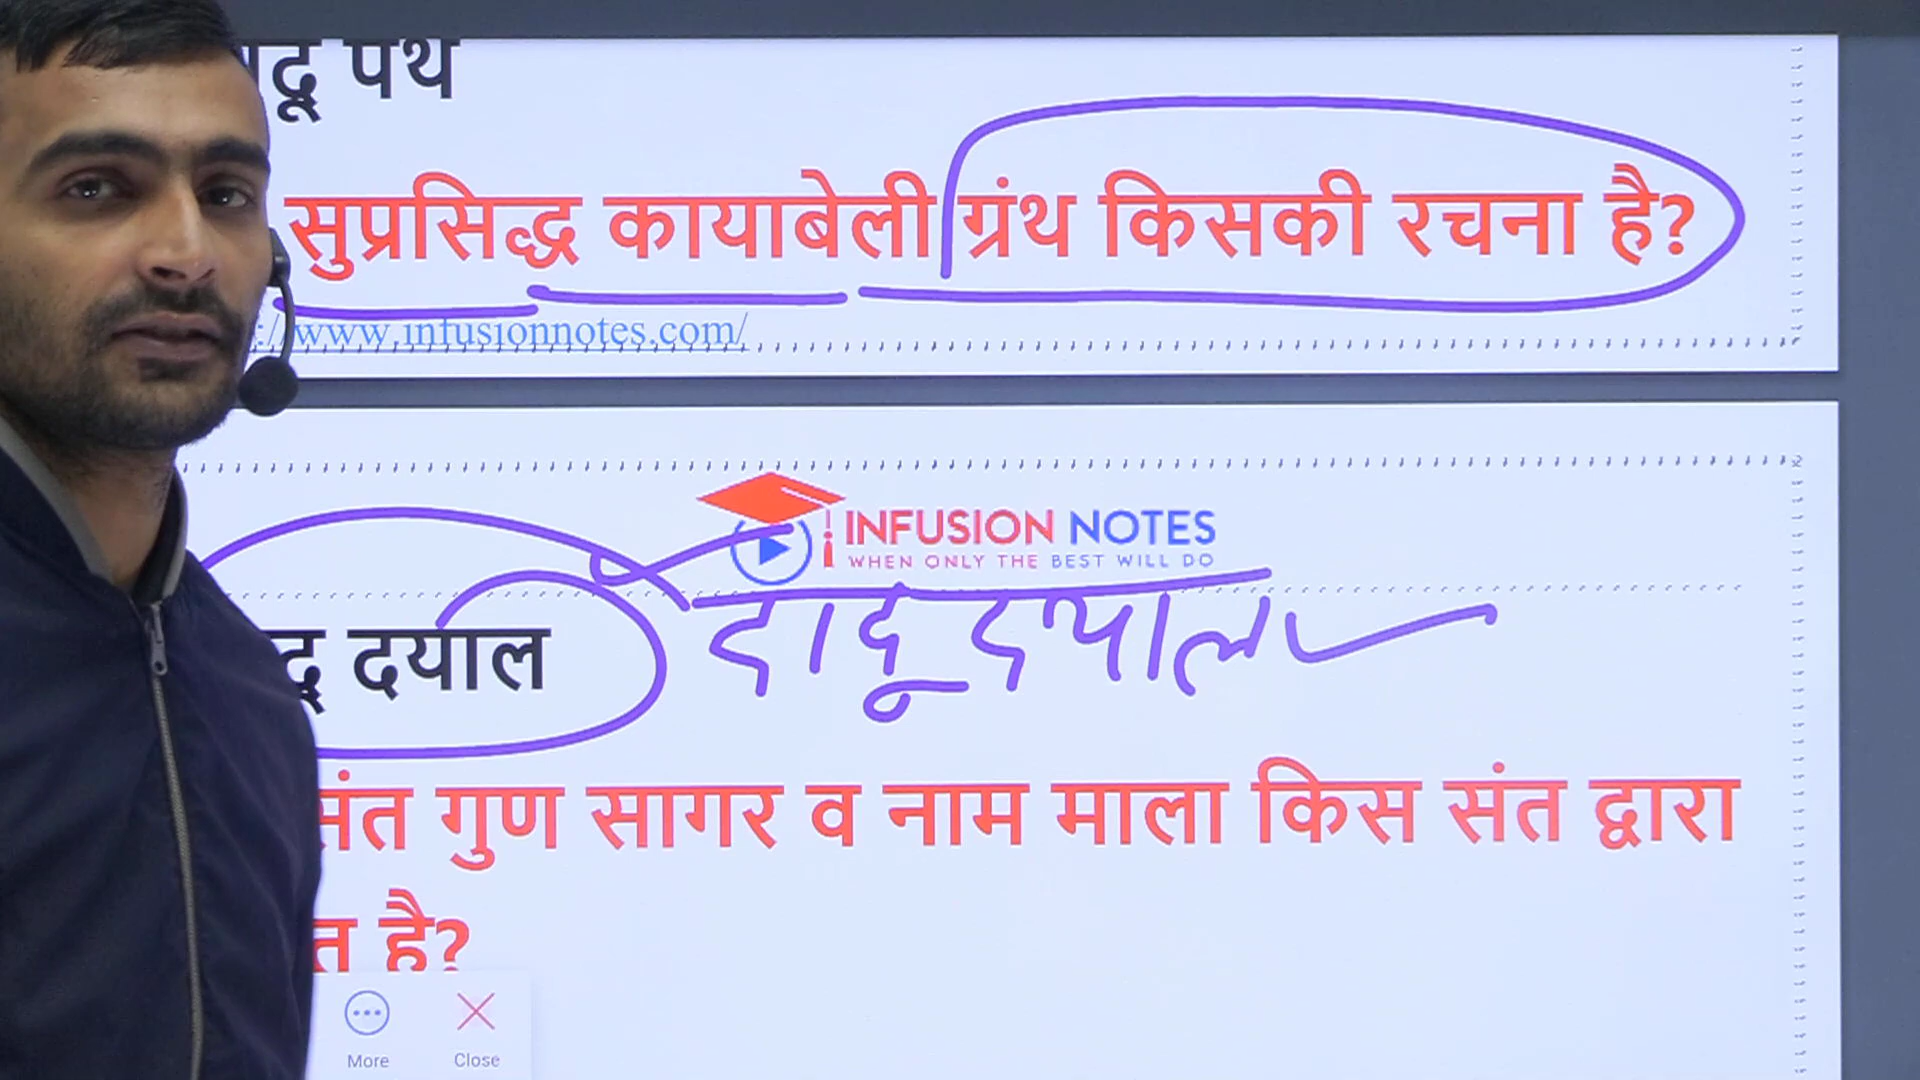 दू पंथ
सुप्रसिद्ध कायाबेली ग्रंथ किसकी रचना है?
://www.infusionnotes.com/
INFUSION NOTES
WHEN ONLY THE BEST WILL DO
दयाल दादू दयाल
संत गुण सागर व नाम माला किस संत द्वारा
त है?
More Close